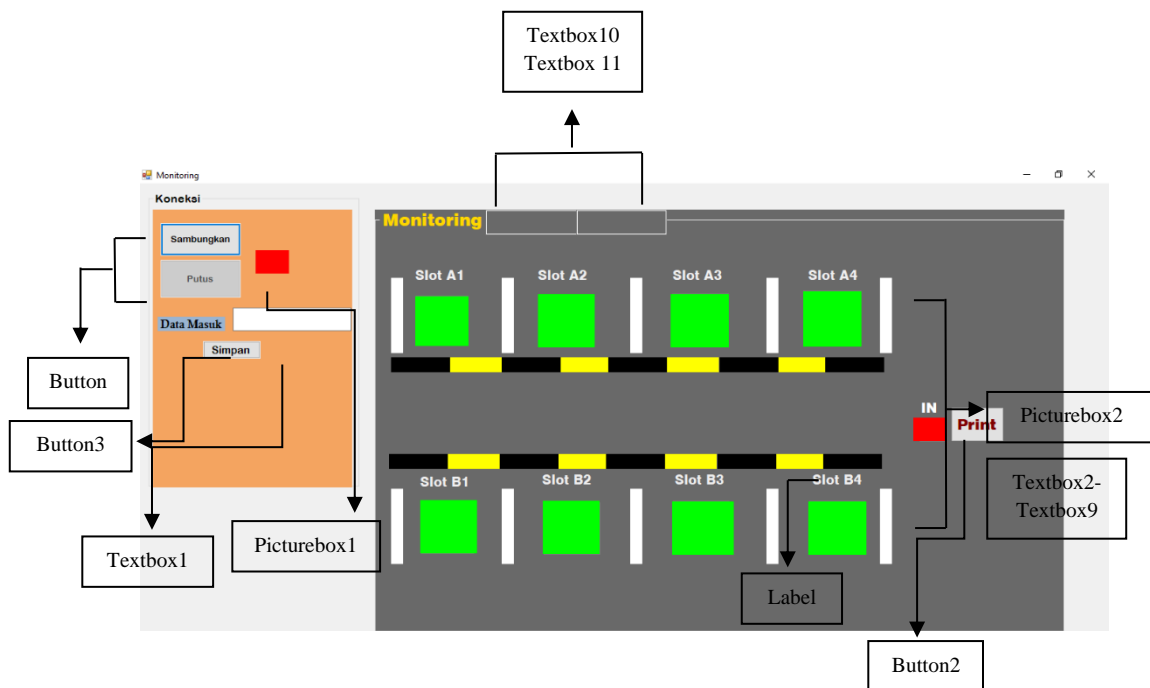 Textbox10
Textbox 11
Monitoring
Koneksi
Monitoring
Sambungkan
Putus
Data Masuk
Simpan
Slot A1
Slot A2
Slot A3
Slot A4
Button
Button3
IN
Print
Picturebox2
Slot B1
Slot B2
Slot B3
Slot B4
Textbox2-
Textbox9
Textbox1
Picturebox1
Label
Button2